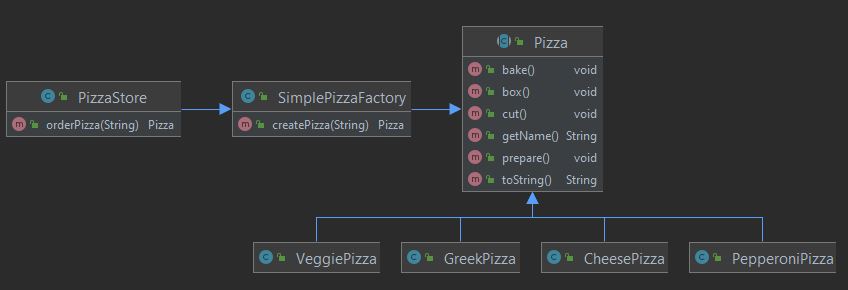 PizzaStore
orderPizza(String) Pizza
SimplePizzaFactory
createPizza(String) Pizza
Pizza
bake() void
box() void
cut() void
getName() String
prepare() void
toString() String
VeggiePizza
GreekPizza
CheesePizza
PepperoniPizza